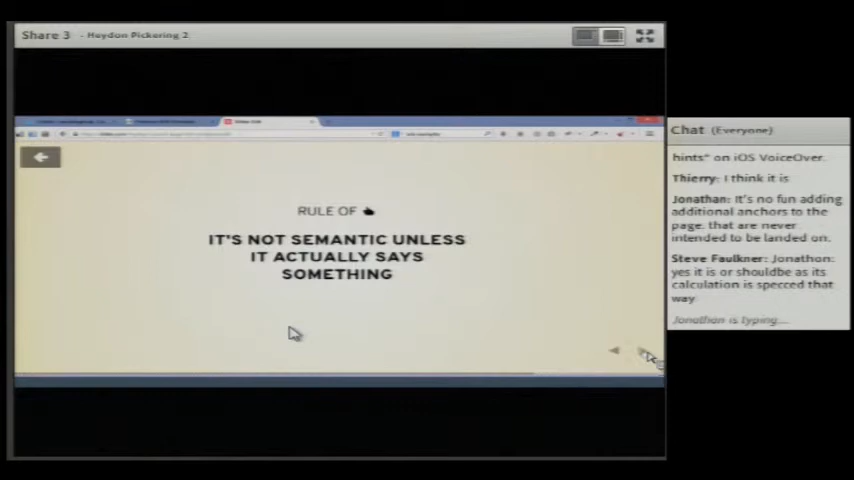 Share 3 - Heydon Pickering 2
RULE OF
IT'S NOT SEMANTIC UNLESS
IT ACTUALLY SAYS
SOMETHING
Chat (Everyone)
hints" on iOS VoiceOver.
Thierry: I think it is
Jonathan: It's no fun adding
additional anchors to the
page, that are never
intended to be landed on.
Steve Faulkner: Jonathon:
yes it is or shouldbe as its
calculation is specced that
way
Jonathan is typing...